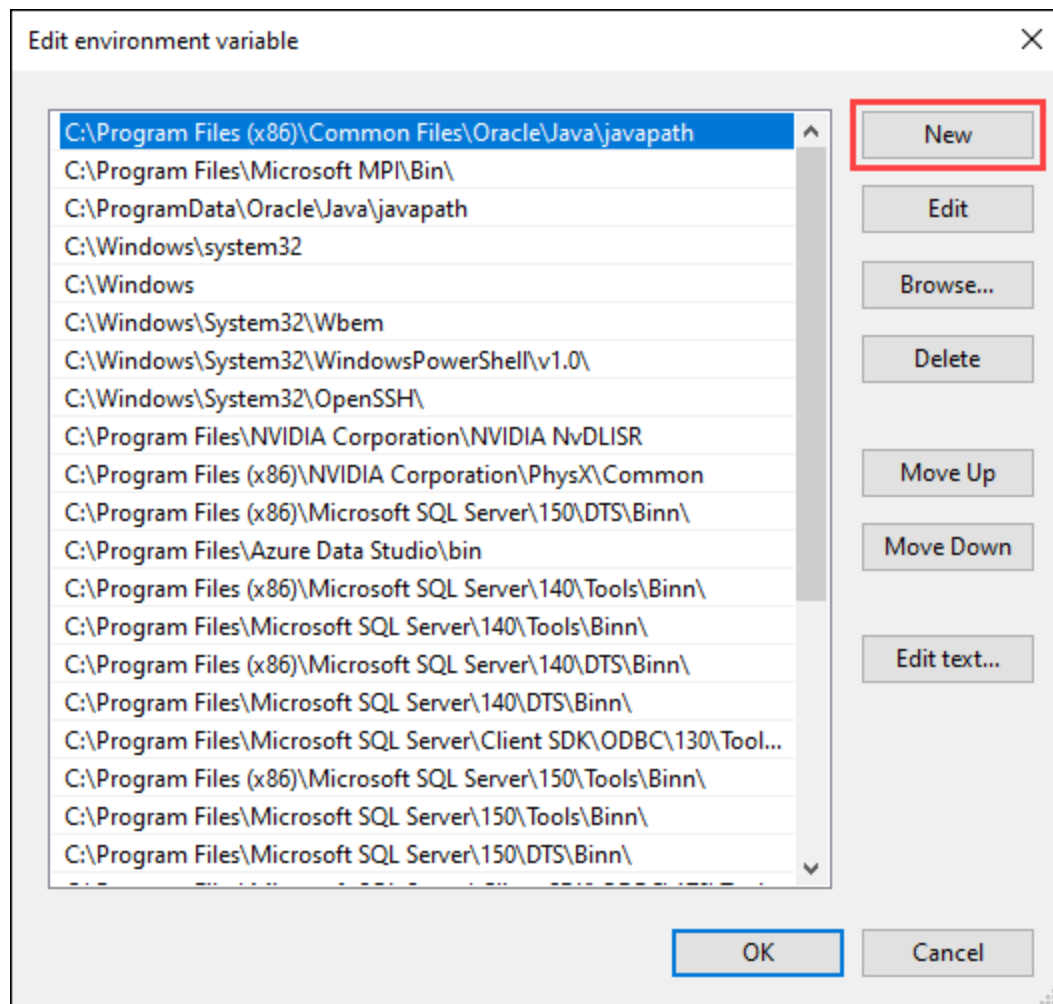 Edit environment variable
C:\Program Files (x86)\Common Files\Oracle\Java\javapath
C:\Program Files\Microsoft MPI\Bin\
C:\ProgramData\Oracle\Java\javapath
C:\Windows\system32
C:\Windows
C:\Windows\System32\Wbem
C:\Windows\System32\WindowsPowerShell\v1.0\
C:\Windows\System32\OpenSSH\
C:\Program Files\NVIDIA Corporation\NVIDIA NvDLISR
C:\Program Files (x86)\NVIDIA Corporation\PhysX\Common
C:\Program Files (x86)\Microsoft SQL Server\150\DTS\Binn\
C:\Program Files\Azure Data Studio\bin
C:\Program Files (x86)\Microsoft SQL Server\140\Tools\Binn\
C:\Program Files\Microsoft SQL Server\140\Tools\Binn\
C:\Program Files (x86)\Microsoft SQL Server\140\DTS\Binn\
C:\Program Files\Microsoft SQL Server\140\DTS\Binn\
C:\Program Files\Microsoft SQL Server\Client SDK\ODBC\130\Tool...
C:\Program Files (x86)\Microsoft SQL Server\150\Tools\Binn\
C:\Program Files\Microsoft SQL Server\150\Tools\Binn\
C:\Program Files\Microsoft SQL Server\150\DTS\Binn\
New
Edit
Browse...
Delete
Move Up
Move Down
Edit text...
OK
Cancel